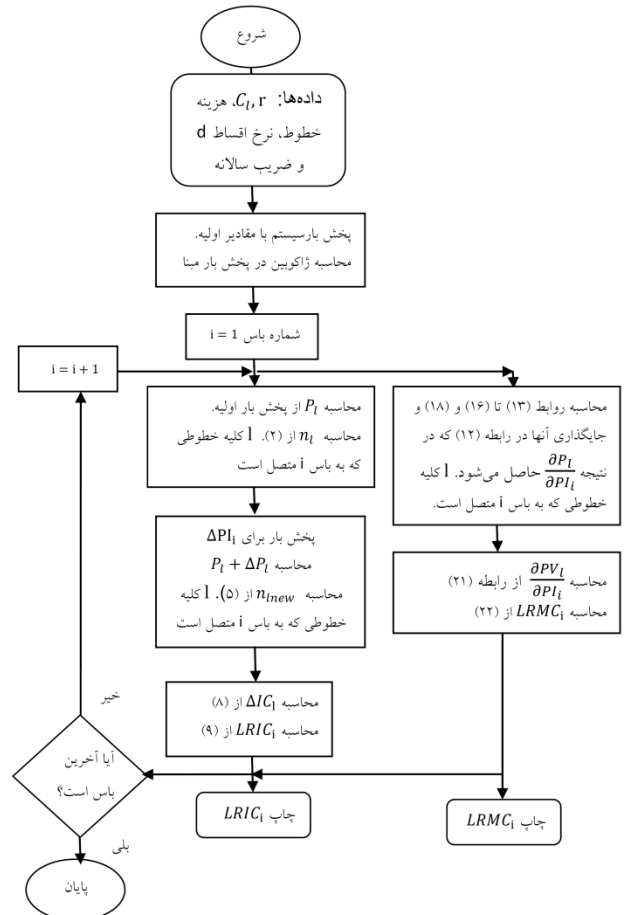 شروع
داده‌ها: C_l, r، هزینه
خطوط، نرخ اقساط d
و ضریب سالانه
پخش بارسیستم با مقادیر اولیه.
محاسبه ژاکوبین در پخش بار مبنا
شماره باس i = 1
i = i + 1
محاسبه P_l از پخش بار اولیه.
محاسبه n_l از (۲). l کلیه خطوطی
که به باس i متصل است
محاسبه روابط (۱۳) تا (۱۶) و (۱۸) و
جایگذاری آنها در رابطه (۱۲) که در
نتیجه ∂P_l/∂PI_i حاصل می‌شود. l کلیه
خطوطی که به باس i متصل است.
پخش بار برای ΔPI_i
محاسبه P_l + ΔP_l
محاسبه n_lnew از (۵). l کلیه
خطوطی که به باس i متصل است
محاسبه ∂PV_l/∂PI_i از رابطه (۲۱)
محاسبه LRMC_i از (۲۲)
محاسبه ΔIC_l از (۸)
محاسبه LRIC_i از (۹)
خیر
آیا آخرین
باس است؟
بلی
چاپ LRIC_i
چاپ LRMC_i
پایان